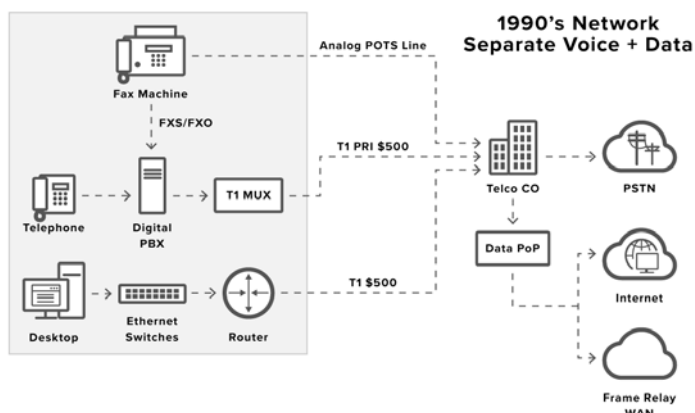 1990's Network
Separate Voice + Data
Analog POTS Line
Fax Machine
FXS/FXO
T1 PRI $500
T1 MUX
Telco CO
PSTN
Telephone
Digital
PBX
Data PoP
T1 $500
Internet
Desktop
Ethernet
Switches
Router
Frame Relay
WAN